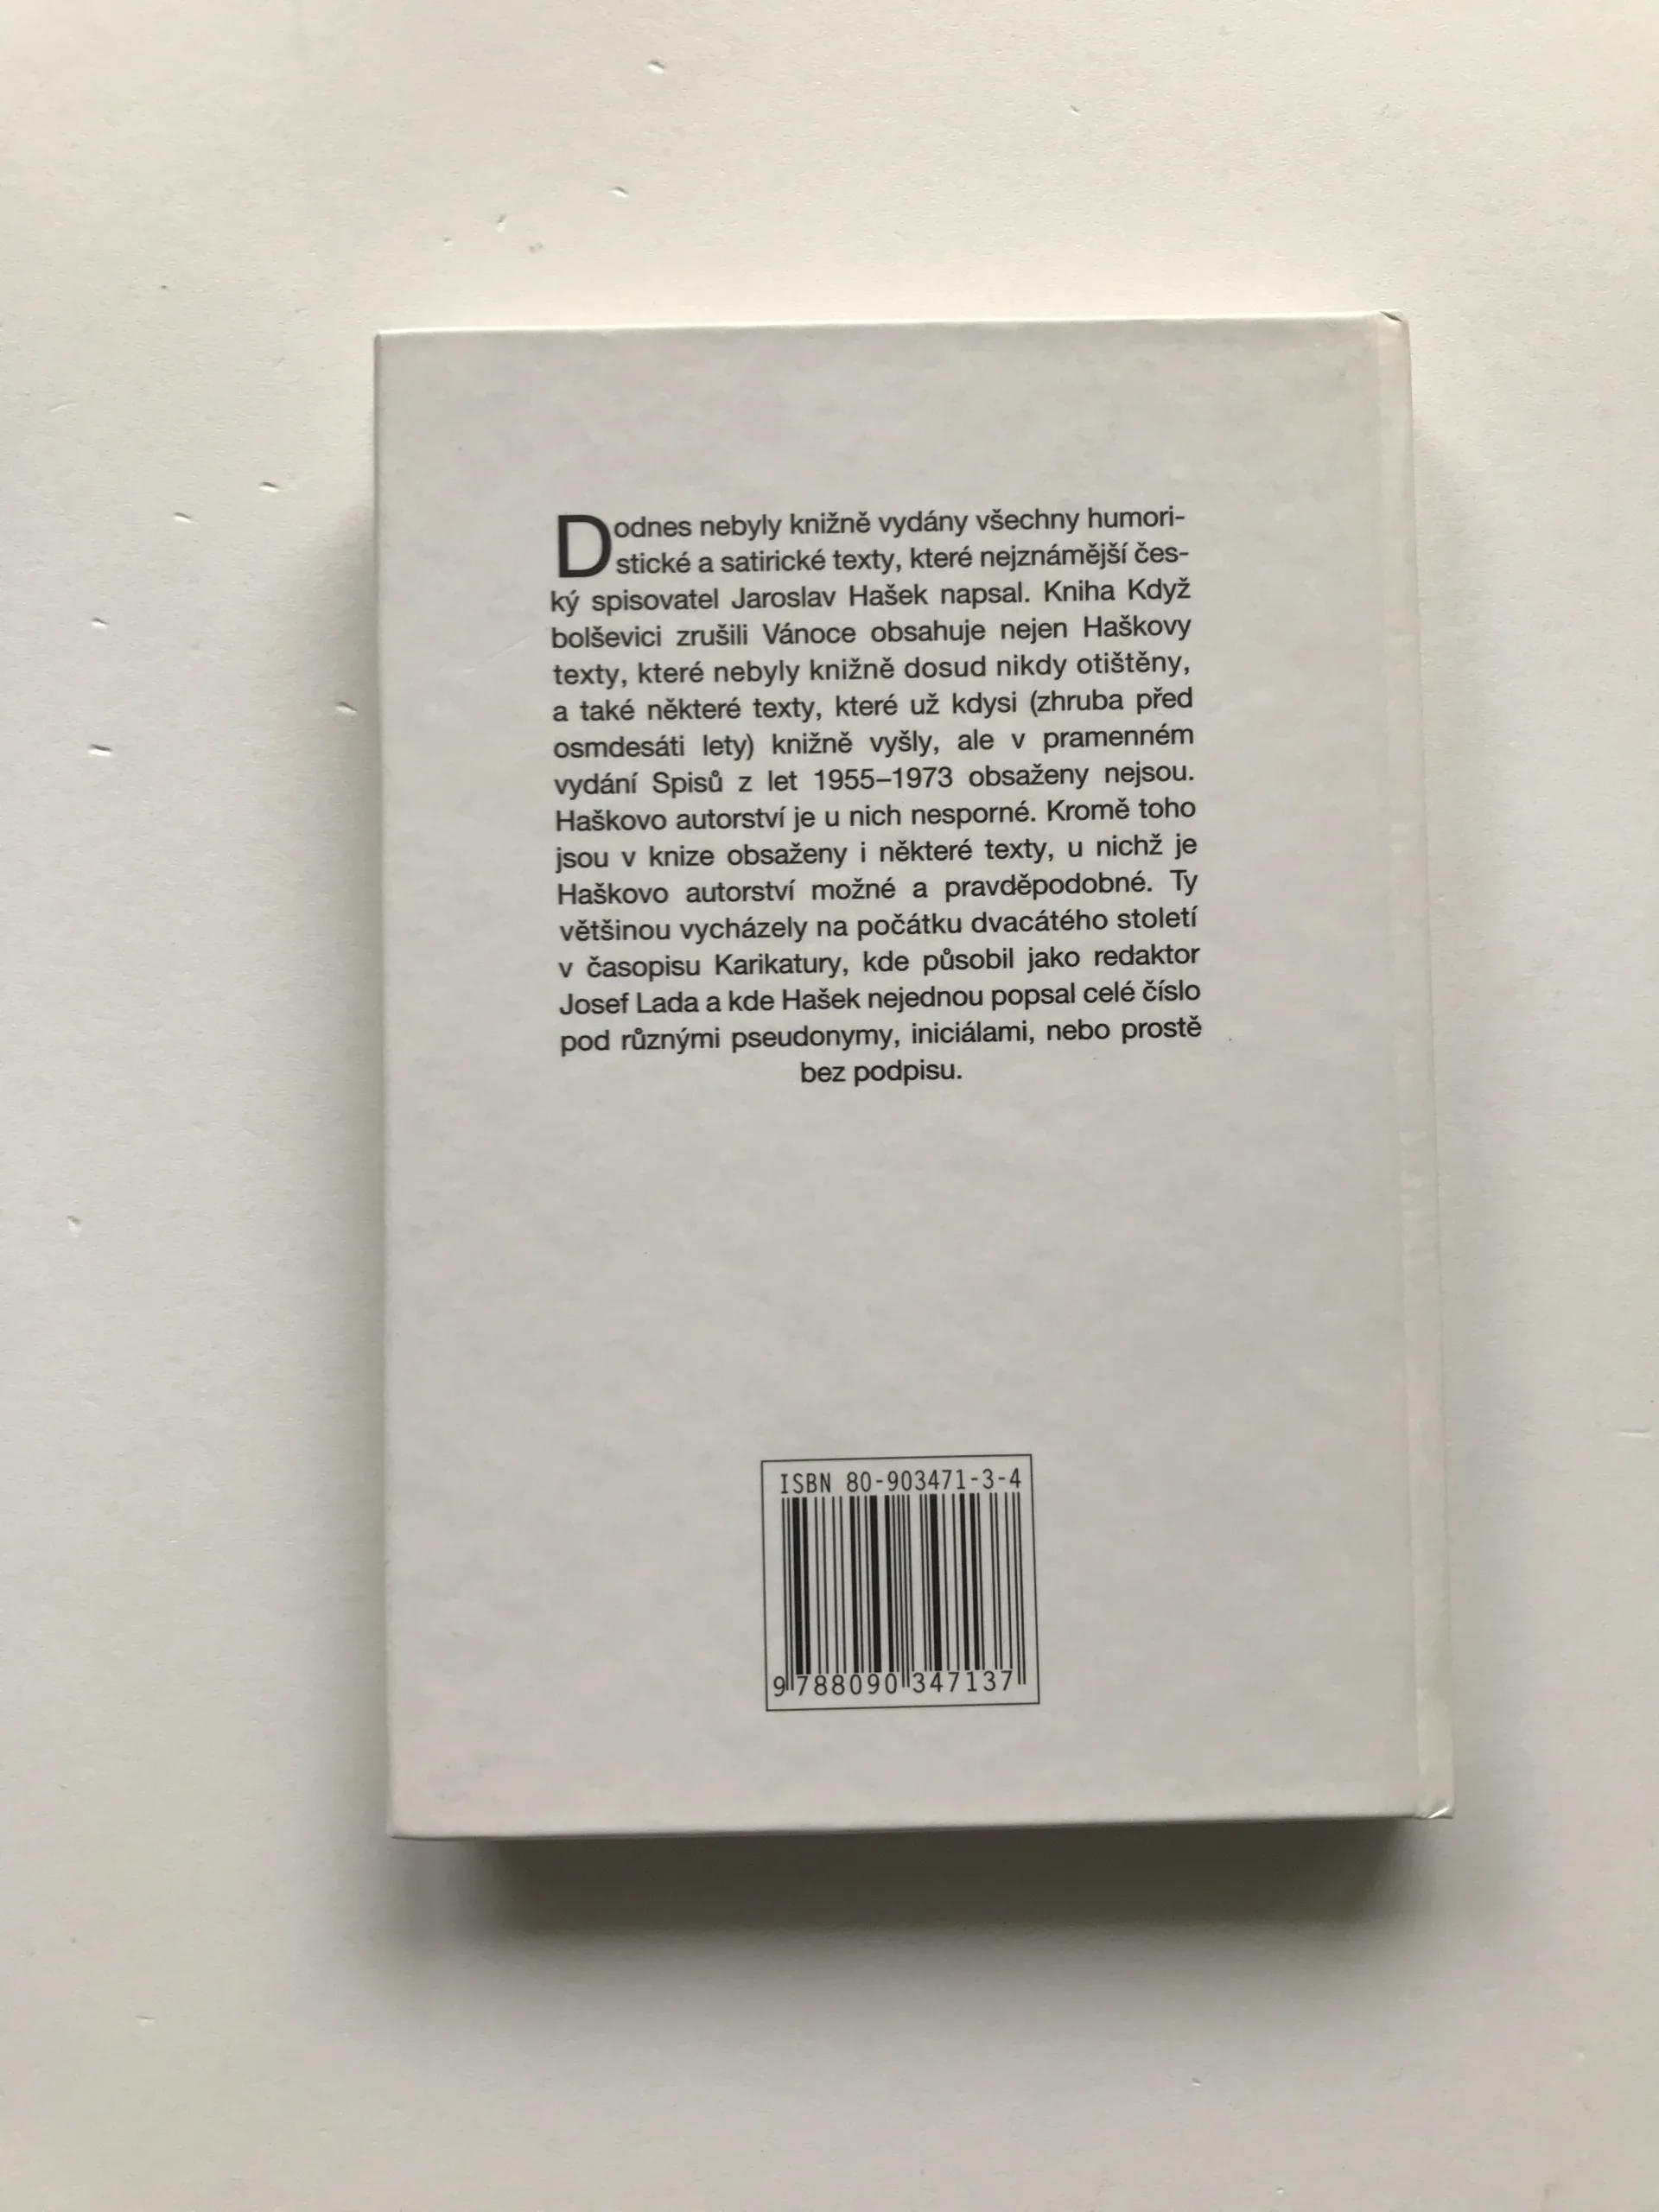 Dodnes nebyly knižně vydány všechny humori-
stické a satirické texty, které nejznámější čes-
ký spisovatel Jaroslav Hašek napsal. Kniha Když
bolševici zrušili Vánoce obsahuje nejen Haškovy
texty, které nebyly knižně dosud nikdy otištěny,
a také některé texty, které už kdysi (zhruba před
osmdesáti lety) knižně vyšly, ale v pramenném
vydání Spisů z let 1955–1973 obsaženy nejsou.
Haškovo autorství je u nich nesporné. Kromě toho
jsou v knize obsaženy i některé texty, u nichž je
Haškovo autorství možné a pravděpodobné. Ty
většinou vycházely na počátku dvacátého století
v časopisu Karikatury, kde působil jako redaktor
Josef Lada a kde Hašek nejednou popsal celé číslo
pod různými pseudonymy, iniciálami, nebo prostě
bez podpisu.
ISBN 80-903471-3-4
9 788090 347137